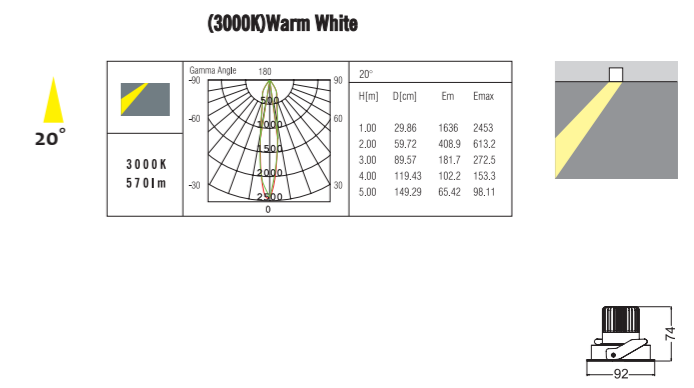 (3000K)Warm White
20°
3000K
570lm
Gamma Angle
180
-90
90
-60
60
-30
30
0
500
1000
1500
2000
2500
20°
H[m] D[cm] Em Emax
1.00 29.86 1636 2453
2.00 59.72 408.9 613.2
3.00 89.57 181.7 272.5
4.00 119.43 102.2 153.3
5.00 149.29 65.42 98.11
74
92